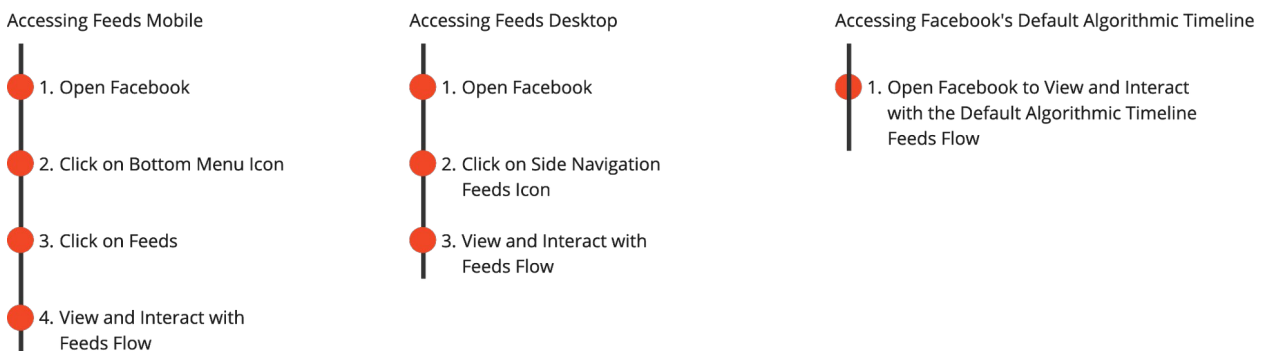 Accessing Feeds Mobile
1. Open Facebook
2. Click on Bottom Menu Icon
3. Click on Feeds
4. View and Interact with
Feeds Flow
Accessing Feeds Desktop
1. Open Facebook
2. Click on Side Navigation
Feeds Icon
3. View and Interact with
Feeds Flow
Accessing Facebook's Default Algorithmic Timeline
1. Open Facebook to View and Interact
with the Default Algorithmic Timeline
Feeds Flow